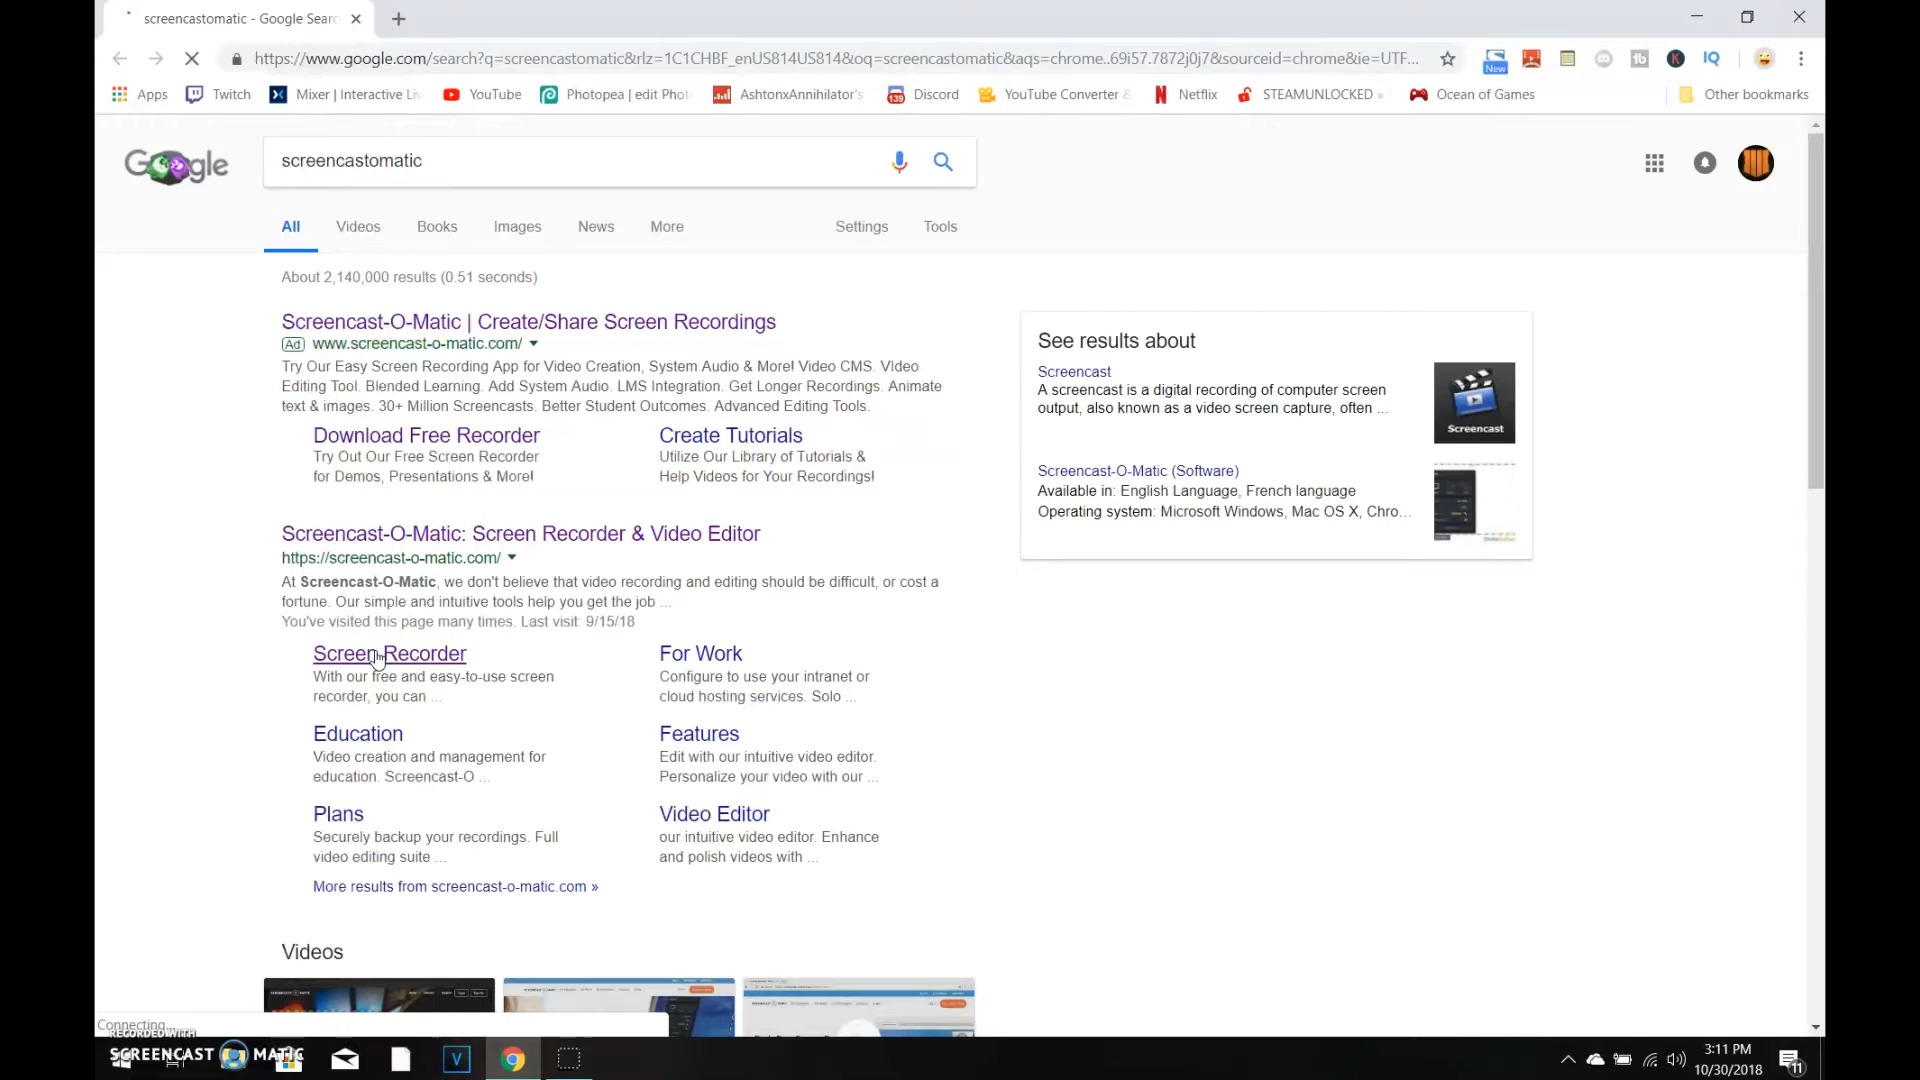 screencastomatic - Google Searc
https://www.google.com/search?q=screencastomatic&rlz=1C1CHBF_enUS814US814&oq=screencastomatic&aqs=chrome..69i57.7872j0j7&sourceid=chrome&ie=UTF...
New
Apps
Twitch
Mixer | Interactive Liv
YouTube
Photopea | edit Phot
AshtonxAnnihilator's
139
Discord
YouTube Converter &
Netflix
STEAMUNLOCKED »
Ocean of Games
Other bookmarks
Google
screencastomatic
All
Videos
Books
Images
News
More
Settings
Tools
About 2,140,000 results (0.51 seconds)
Screencast-O-Matic | Create/Share Screen Recordings
Ad www.screencast-o-matic.com/
Try Our Easy Screen Recording App for Video Creation, System Audio & More! Video CMS. VIdeo
Editing Tool. Blended Learning. Add System Audio. LMS Integration. Get Longer Recordings. Animate
text & images. 30+ Million Screencasts. Better Student Outcomes. Advanced Editing Tools.
Download Free Recorder
Try Out Our Free Screen Recorder
for Demos, Presentations & More!
Create Tutorials
Utilize Our Library of Tutorials &
Help Videos for Your Recordings!
Screencast-O-Matic: Screen Recorder & Video Editor
https://screencast-o-matic.com/
At Screencast-O-Matic, we don't believe that video recording and editing should be difficult, or cost a
fortune. Our simple and intuitive tools help you get the job ...
You've visited this page many times. Last visit: 9/15/18
Screen Recorder
With our free and easy-to-use screen
recorder, you can ...
For Work
Configure to use your intranet or
cloud hosting services. Solo ...
Education
Video creation and management for
education. Screencast-O ...
Features
Edit with our intuitive video editor.
Personalize your video with our ...
Plans
Securely backup your recordings. Full
video editing suite ...
Video Editor
our intuitive video editor. Enhance
and polish videos with ...
More results from screencast-o-matic.com »
Videos
See results about
Screencast
A screencast is a digital recording of computer screen
output, also known as a video screen capture, often ...
Screencast
Screencast-O-Matic (Software)
Available in: English Language, French language
Operating system: Microsoft Windows, Mac OS X, Chro...
Connecting...
RECORDED WITH
SCREENCAST MATIC
3:11 PM
10/30/2018
11